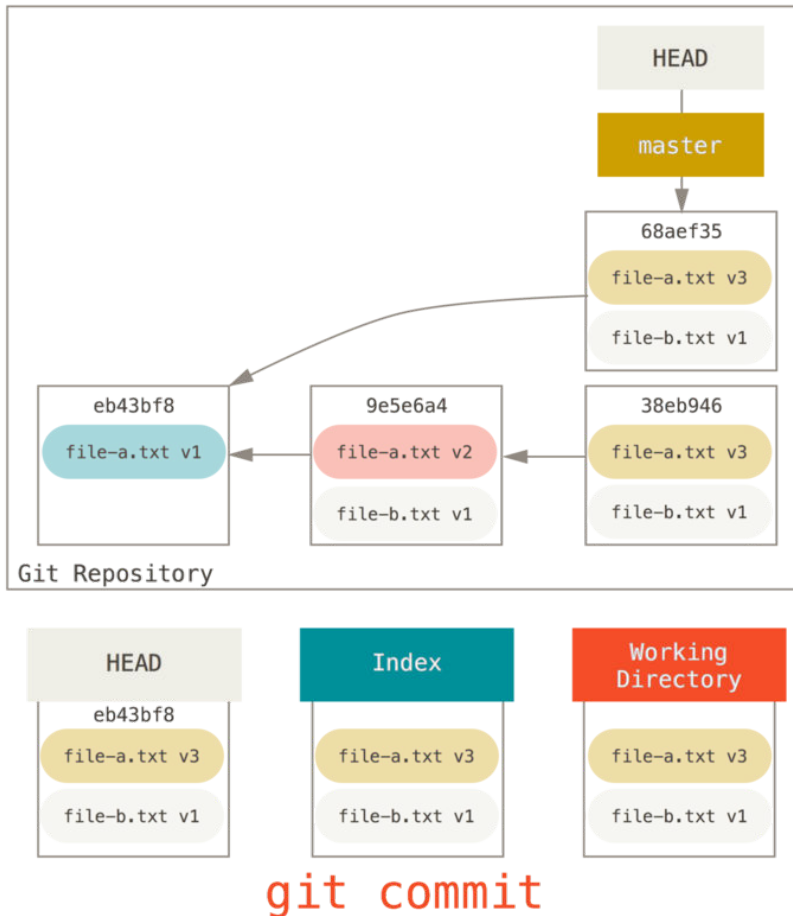 HEAD
master
68aef35
file-a.txt v3
file-b.txt v1
eb43bf8
file-a.txt v1
9e5e6a4
file-a.txt v2
file-b.txt v1
38eb946
file-a.txt v3
file-b.txt v1
Git Repository
HEAD
eb43bf8
file-a.txt v3
file-b.txt v1
Index
file-a.txt v3
file-b.txt v1
Working
Directory
file-a.txt v3
file-b.txt v1
git commit